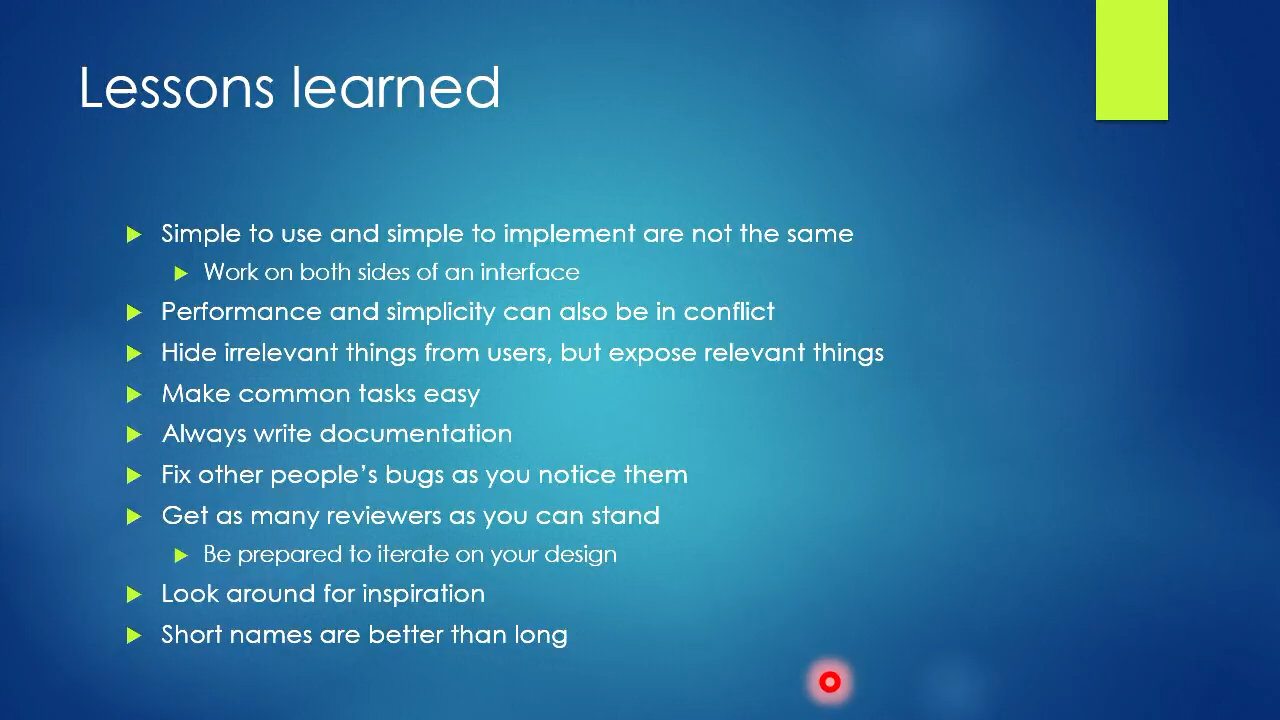 Lessons learned
Simple to use and simple to implement are not the same
Work on both sides of an interface
Performance and simplicity can also be in conflict
Hide irrelevant things from users, but expose relevant things
Make common tasks easy
Always write documentation
Fix other people’s bugs as you notice them
Get as many reviewers as you can stand
Be prepared to iterate on your design
Look around for inspiration
Short names are better than long